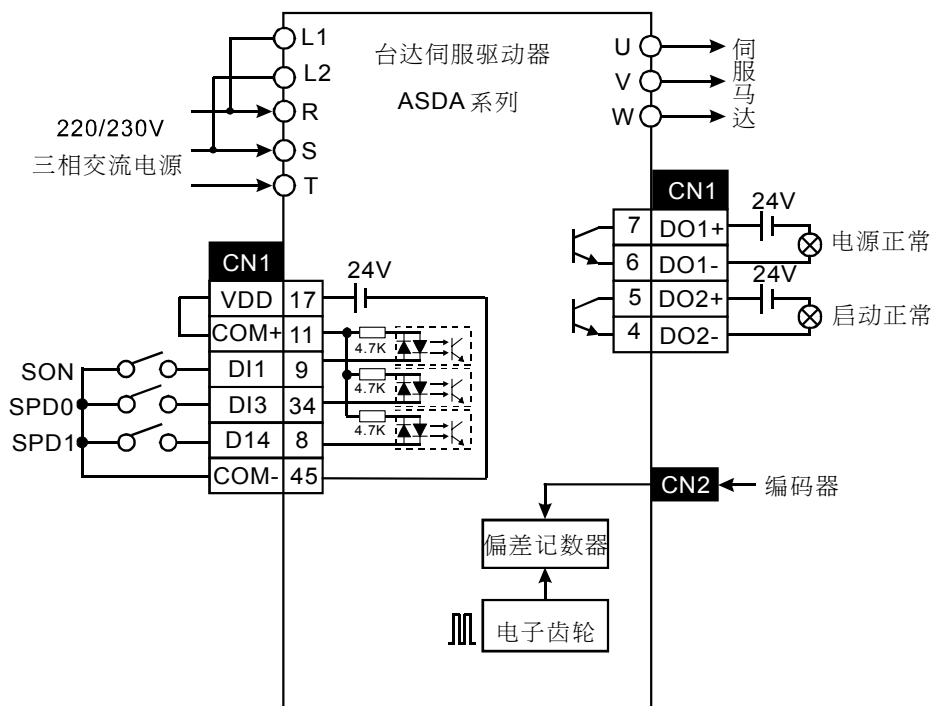 L1
L2
R
S
T
220/230V
三相交流电源
台达伺服驱动器
ASDA系列
U
V
W
伺服马达
CN1
7 DO1+
6 DO1-
5 DO2+
4 DO2-
24V
电源正常
24V
启动正常
CN1
VDD 17
COM+ 11
DI1 9
DI3 34
D14 8
COM- 45
24V
4.7K
4.7K
4.7K
SON
SPD0
SPD1
CN2
编码器
偏差记数器
电子齿轮